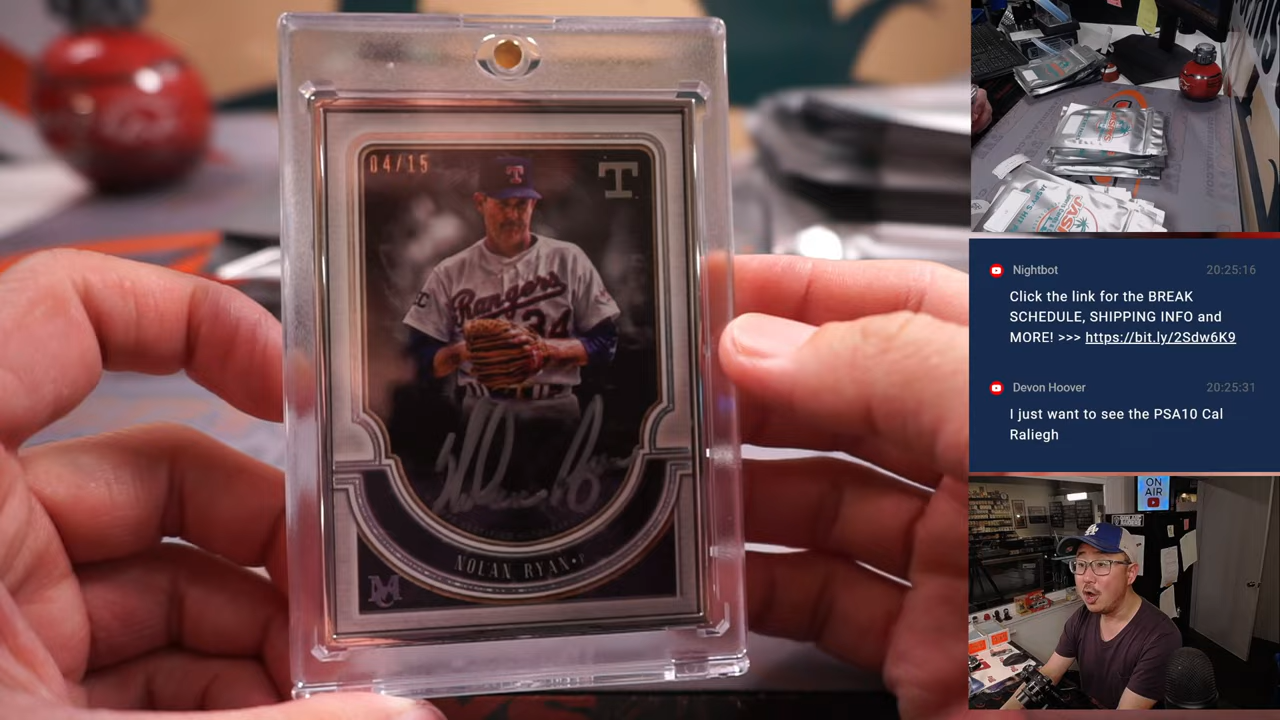 04/15
T
T
Rangers
34
Nolan Ryan
NOLAN RYAN • P
Nightbot 20:25:16
Click the link for the BREAK
SCHEDULE, SHIPPING INFO and
MORE! >>> https://bit.ly/2Sdw6K9
Devon Hoover 20:25:31
I just want to see the PSA10 Cal
Raliegh
ON
AIR